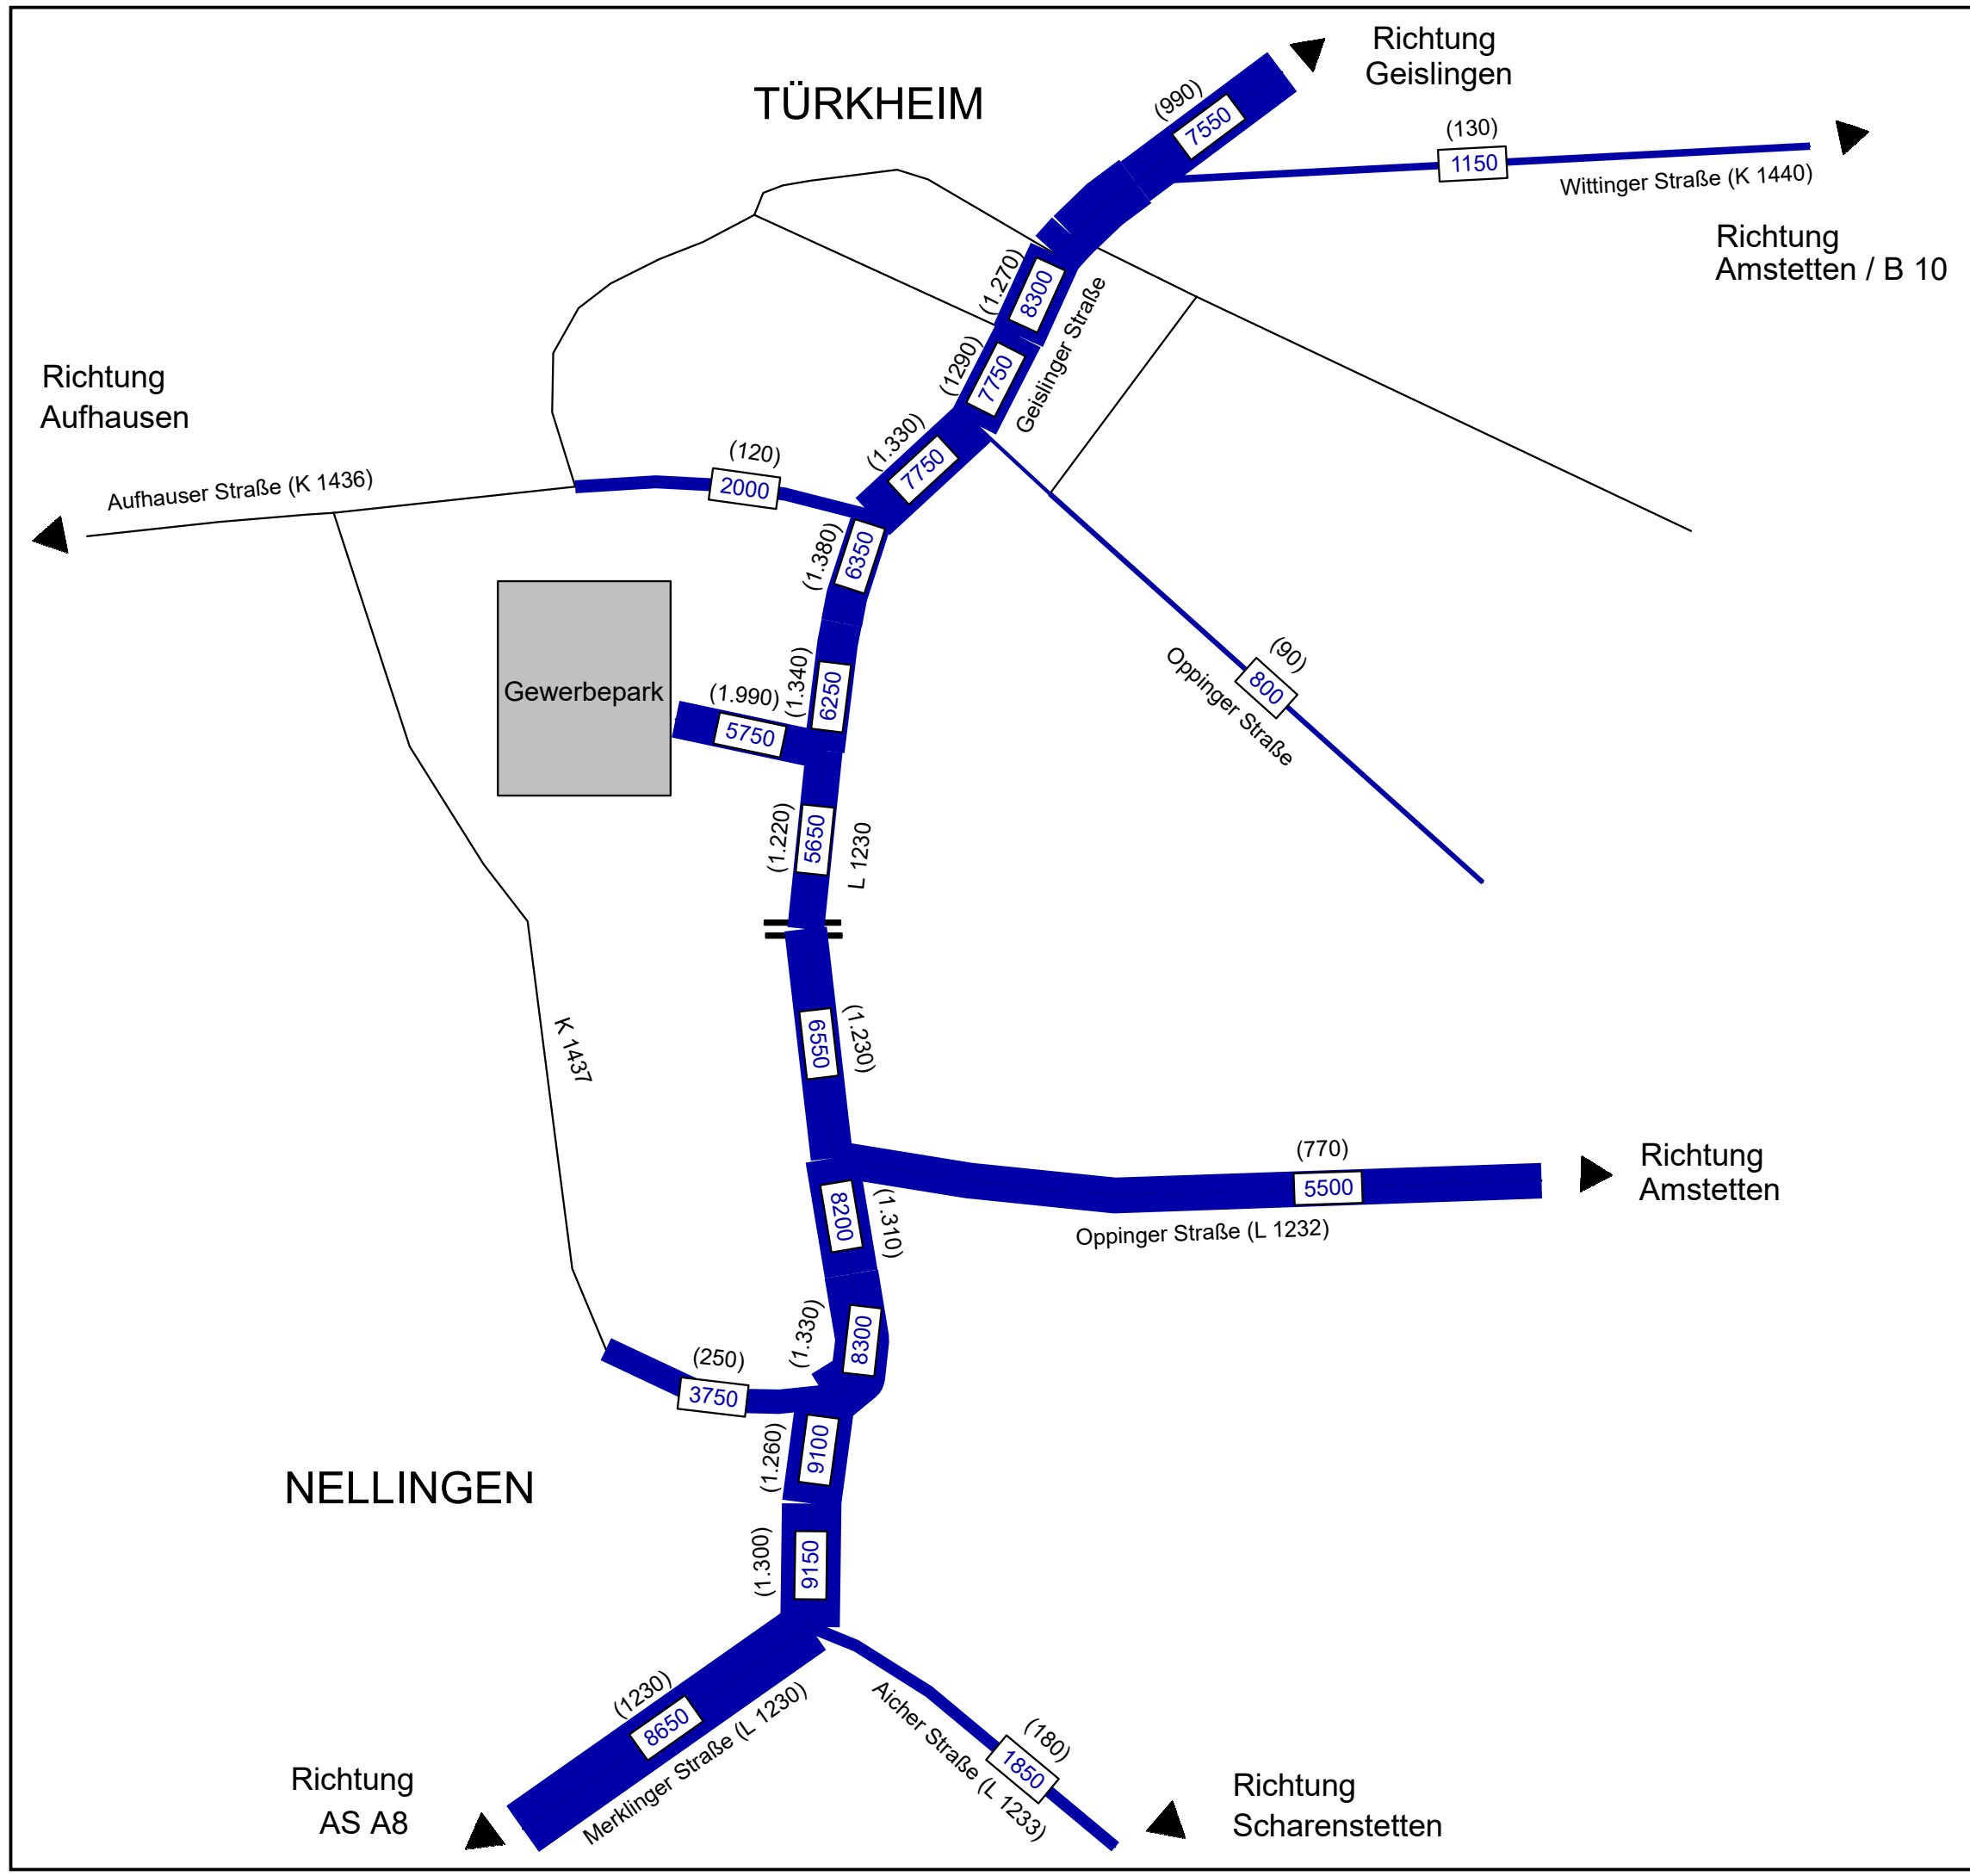 Richtung
Geislingen
TÜRKHEIM
(990)
7550
(130)
1150
Wittinger Straße (K 1440)
Richtung
Amstetten / B 10
(1.270)
8300
Geislinger Straße
(1290)
7750
Richtung
Aufhausen
(1.330)
7750
(120)
2000
Aufhauser Straße (K 1436)
(1.380)
6350
Gewerbepark
(1.990)
5750
(1.340)
6250
(90)
800
Oppinger Straße
(1.220)
5650
L 1230
K 1437
6550
(1.230)
(770)
5500
Oppinger Straße (L 1232)
Richtung
Amstetten
8200
(1.310)
(1.330)
8300
(250)
3750
(1.260)
9100
NELLINGEN
(1.300)
9150
(1230)
8650
Merklinger Straße (L 1230)
Aicher Straße (L 1233)
(180)
1850
Richtung
AS A8
Richtung
Scharenstetten